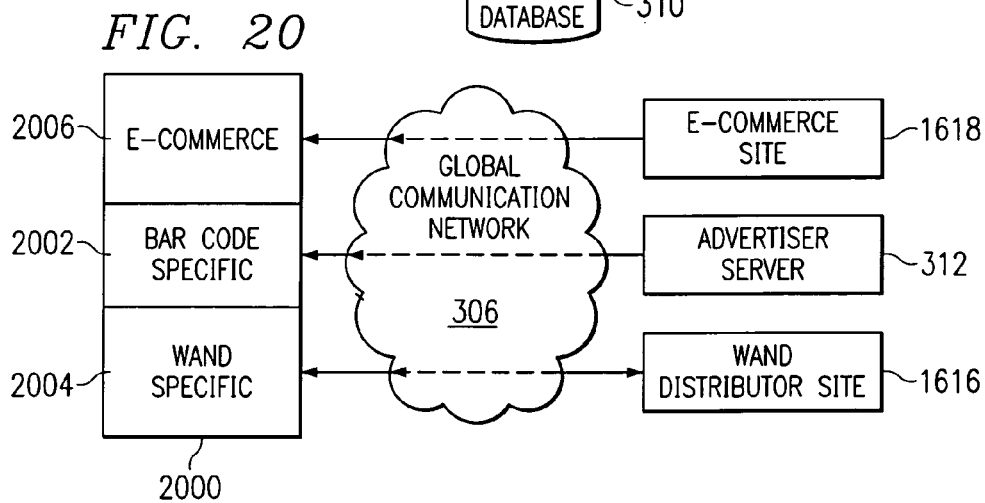 310
DATABASE
FIG. 20
2006
E-COMMERCE
2002
BAR CODE
SPECIFIC
2004
WAND
SPECIFIC
2000
GLOBAL
COMMUNICATION
NETWORK
306
E-COMMERCE
SITE
1618
ADVERTISER
SERVER
312
WAND
DISTRIBUTOR SITE
1616